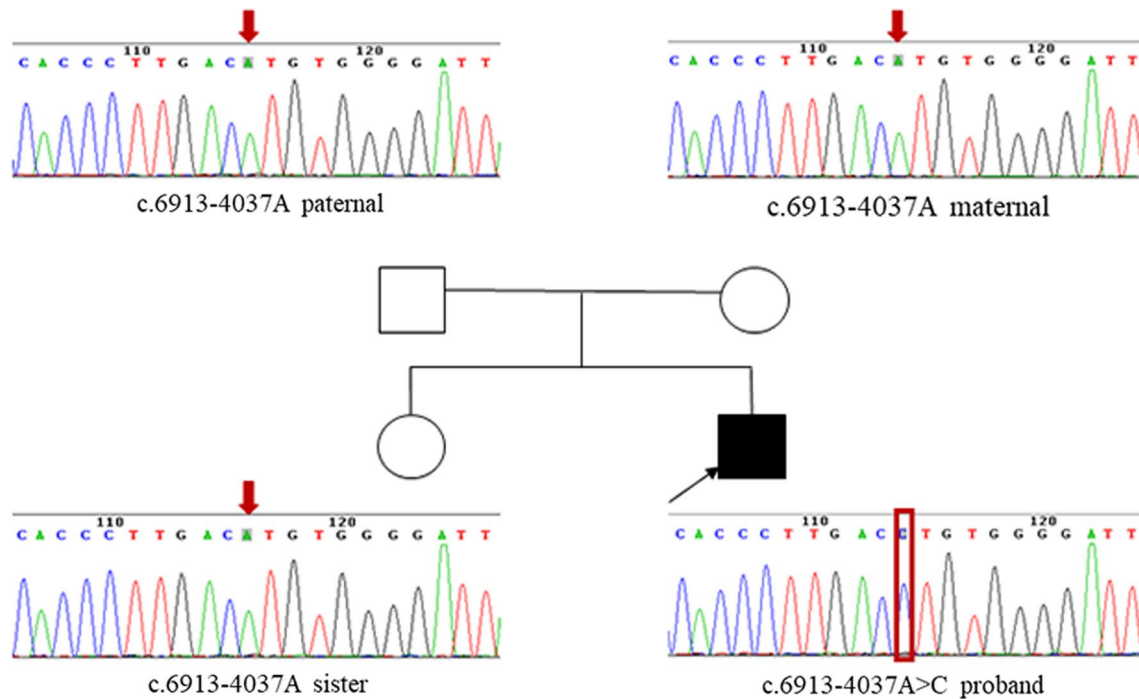 110 120
C A C C C T T G A C A T G T G G G G A T T
c.6913-4037A paternal
110 120
C A C C C T T G A C A T G T G G G G A T T
c.6913-4037A maternal
110 120
C A C C C T T G A C A T G T G G G G A T T
c.6913-4037A sister
110 120
C A C C C T T G A C C T G T G G G G A T T
c.6913-4037A>C proband